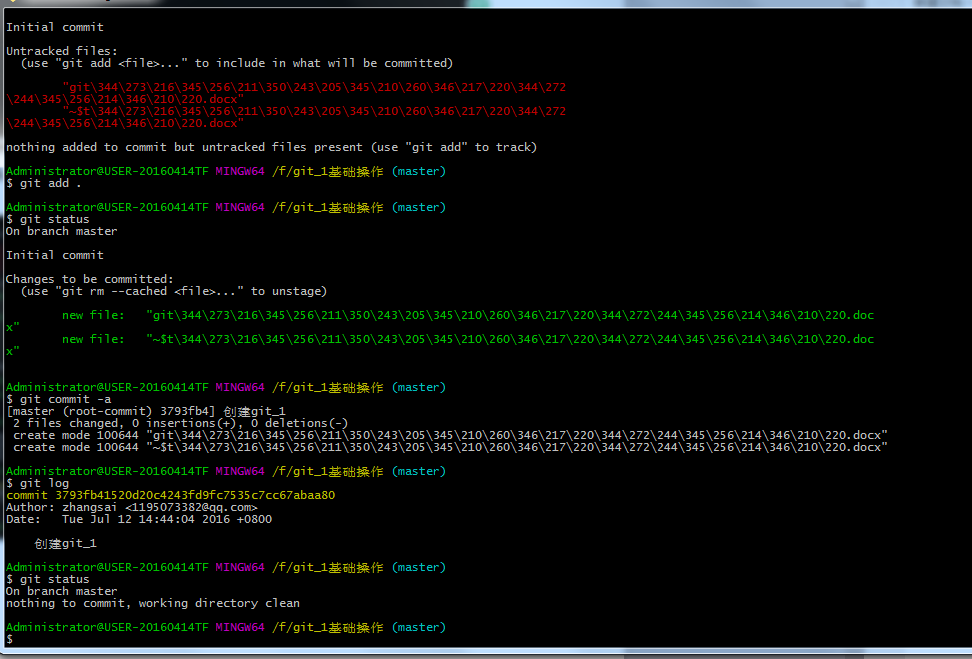 Initial commit
Untracked files:
(use "git add <file>..." to include in what will be committed)
"git\344\273\216\345\256\211\350\243\205\345\210\260\346\217\220\344\272
\244\345\256\214\346\210\220.docx"
"~$t\344\273\216\345\256\211\350\243\205\345\210\260\346\217\220\344\272
\244\345\256\214\346\210\220.docx"
nothing added to commit but untracked files present (use "git add" to track)
Administrator@USER-20160414TF MINGW64 /f/git_1基础操作 (master)
$ git add .
Administrator@USER-20160414TF MINGW64 /f/git_1基础操作 (master)
$ git status
On branch master
Initial commit
Changes to be committed:
(use "git rm --cached <file>..." to unstage)
new file:   "git\344\273\216\345\256\211\350\243\205\345\210\260\346\217\220\344\272\244\345\256\214\346\210\220.doc
x"
new file:   "~$t\344\273\216\345\256\211\350\243\205\345\210\260\346\217\220\344\272\244\345\256\214\346\210\220.doc
x"
Administrator@USER-20160414TF MINGW64 /f/git_1基础操作 (master)
$ git commit -a
[master (root-commit) 3793fb4] 创建git_1
2 files changed, 0 insertions(+), 0 deletions(-)
create mode 100644 "git\344\273\216\345\256\211\350\243\205\345\210\260\346\217\220\344\272\244\345\256\214\346\210\220.docx"
create mode 100644 "~$t\344\273\216\345\256\211\350\243\205\345\210\260\346\217\220\344\272\244\345\256\214\346\210\220.docx"
Administrator@USER-20160414TF MINGW64 /f/git_1基础操作 (master)
$ git log
commit 3793fb41520d20c4243fd9fc7535c7cc67abaa80
Author: zhangsai <1195073382@qq.com>
Date:   Tue Jul 12 14:44:04 2016 +0800
创建git_1
Administrator@USER-20160414TF MINGW64 /f/git_1基础操作 (master)
$ git status
On branch master
nothing to commit, working directory clean
Administrator@USER-20160414TF MINGW64 /f/git_1基础操作 (master)
$